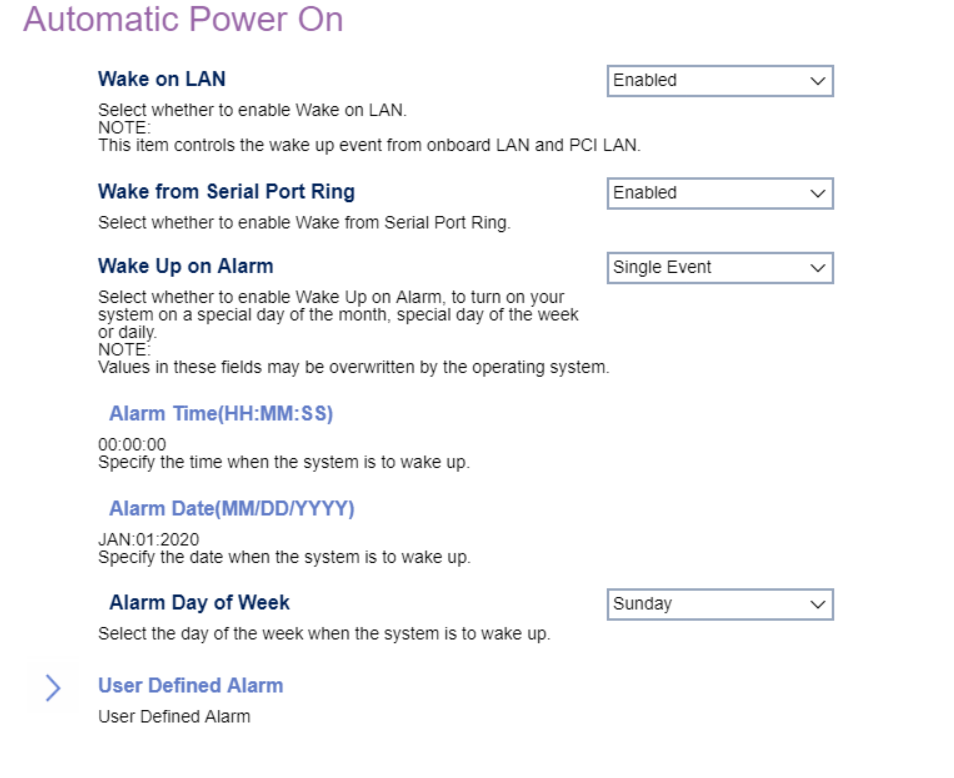 Automatic Power On
Wake on LAN
Enabled
Select whether to enable Wake on LAN.
NOTE:
This item controls the wake up event from onboard LAN and PCI LAN.
Wake from Serial Port Ring
Enabled
Select whether to enable Wake from Serial Port Ring.
Wake Up on Alarm
Single Event
Select whether to enable Wake Up on Alarm, to turn on your
system on a special day of the month, special day of the week
or daily.
NOTE:
Values in these fields may be overwritten by the operating system.
Alarm Time(HH:MM:SS)
00:00:00
Specify the time when the system is to wake up.
Alarm Date(MM/DD/YYYY)
JAN:01:2020
Specify the date when the system is to wake up.
Alarm Day of Week
Sunday
Select the day of the week when the system is to wake up.
User Defined Alarm
User Defined Alarm